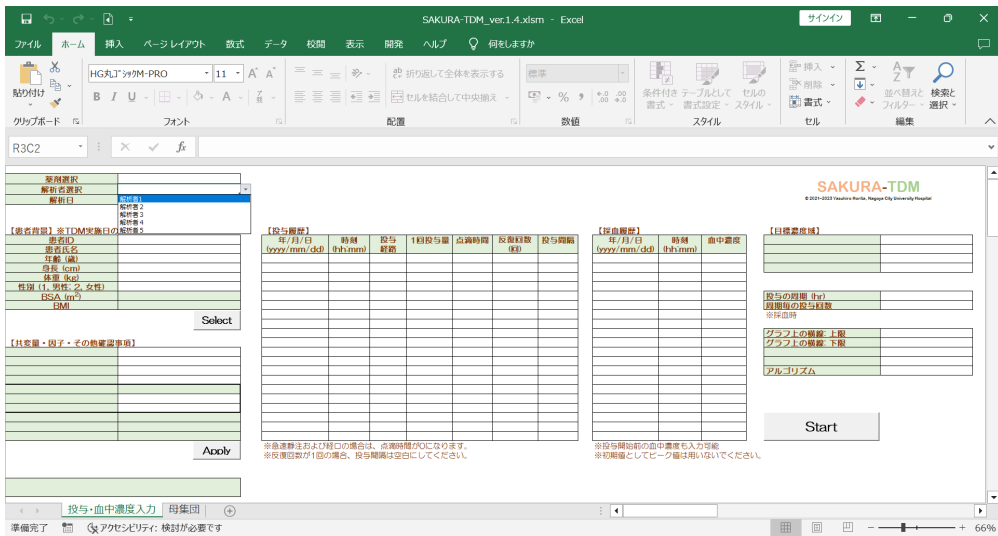 SAKURA-TDM_ver.1.4.xlsm - Excel
サインイン
ファイル ホーム 挿入 ページ レイアウト 数式 データ 校閲 表示 開発 ヘルプ 何をしますか
貼り付け
HG丸ゴシックM-PRO 11
B I U
折り返して全体を表示する
セルを結合して中央揃え
標準
条件付き書式
テーブルとして書式設定
セルのスタイル
挿入
削除
書式
並べ替えとフィルター
検索と選択
クリップボード フォント 配置 数値 スタイル セル 編集
R3C2 fx
薬剤選択
解析者選択
解析日
解析者1
解析者2
解析者3
解析者4
解析者5
SAKURA-TDM
© 2021-2023 Yasuhiro Horita, Nagoya City University Hospital
【患者背景】※TDM実施日の
患者ID
患者氏名
年齢 (歳)
身長 (cm)
体重 (kg)
性別 (1, 男性; 2, 女性)
BSA (m2)
BMI
Select
【共変量・因子・その他確認事項】
Apply
【投与履歴】
年/月/日 (yyyy/mm/dd) 時刻 (hh:mm) 投与経路 1回投与量 点滴時間 反復回数 (回) 投与間隔
※急速静注および経口の場合は、点滴時間が0になります。
※反復回数が1回の場合、投与間隔は空白にしてください。
【採血履歴】
年/月/日 (yyyy/mm/dd) 時刻 (hh:mm) 血中濃度
※投与開始前の血中濃度も入力可能
※初期値としてピーク値は用いないでください。
【目標濃度域】
投与の周期 (hr)
周期毎の投与回数
※採血時
グラフ上の横線: 上限
グラフ上の横線: 下限
アルゴリズム
Start
投与・血中濃度入力 母集団
準備完了 アクセシビリティ: 検討が必要です 66%